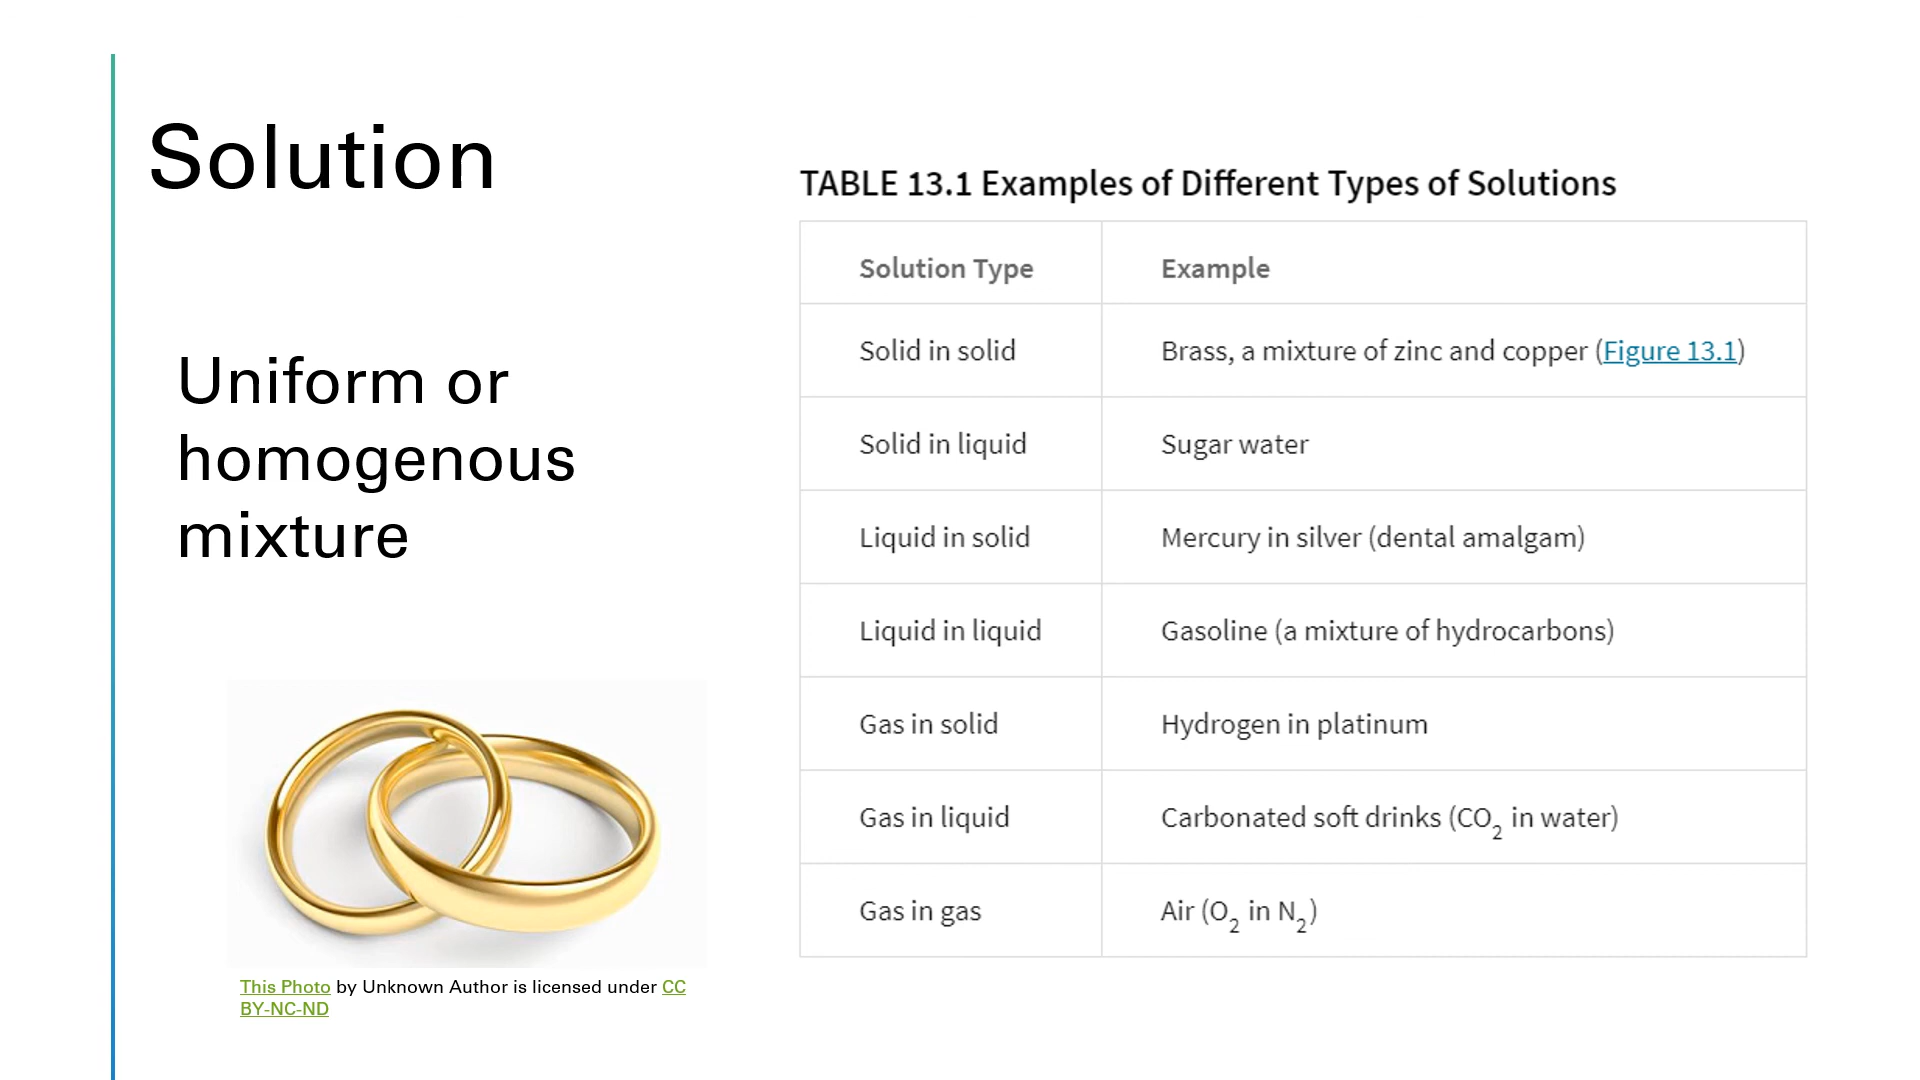 Solution
Uniform or
homogenous
mixture
This Photo by Unknown Author is licensed under CC
BY-NC-ND
TABLE 13.1 Examples of Different Types of Solutions
Solution Type Example
Solid in solid Brass, a mixture of zinc and copper (Figure 13.1)
Solid in liquid Sugar water
Liquid in solid Mercury in silver (dental amalgam)
Liquid in liquid Gasoline (a mixture of hydrocarbons)
Gas in solid Hydrogen in platinum
Gas in liquid Carbonated soft drinks (CO₂ in water)
Gas in gas Air (O₂ in N₂)